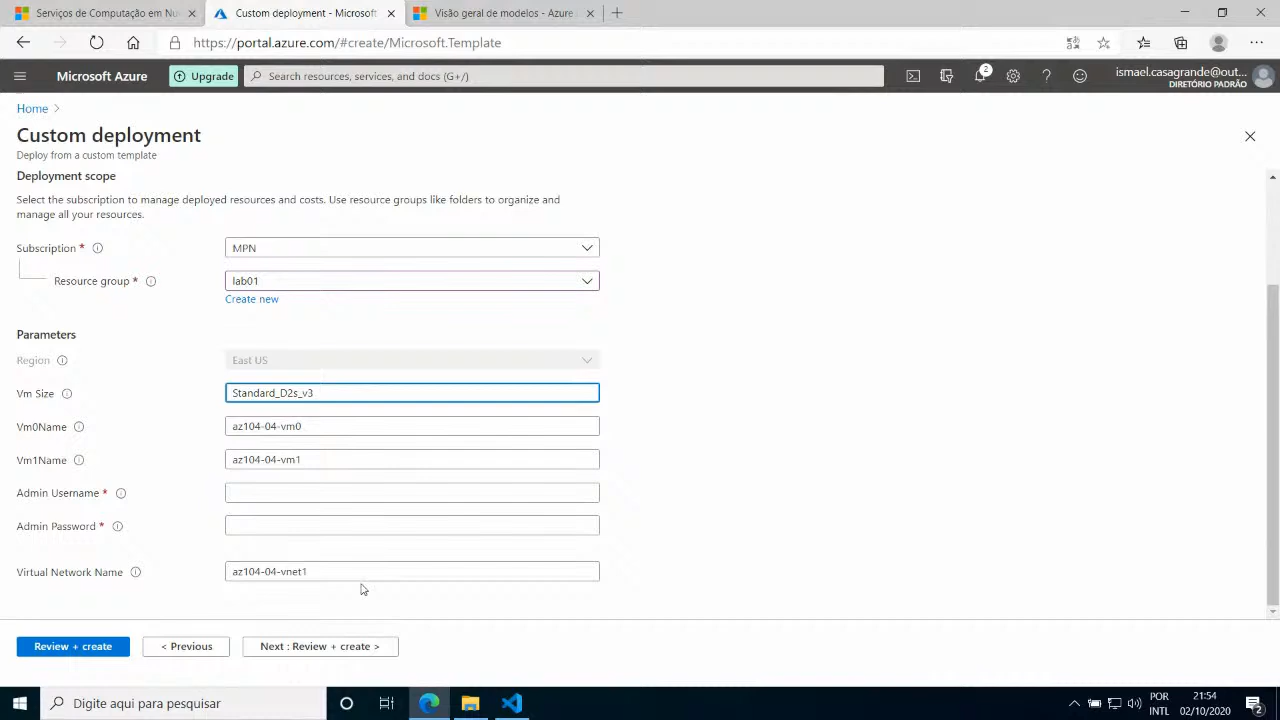 Serviços de Computação em Nu
Custom deployment - Microsoft
Visão geral de modelos - Azure
https://portal.azure.com/#create/Microsoft.Template
Microsoft Azure
Upgrade
Search resources, services, and docs (G+/)
2
ismael.casagrande@out...
DIRETÓRIO PADRÃO
Home
Custom deployment
Deploy from a custom template
Deployment scope
Select the subscription to manage deployed resources and costs. Use resource groups like folders to organize and
manage all your resources.
Subscription *
MPN
Resource group *
lab01
Create new
Parameters
Region
East US
Vm Size
Standard_D2s_v3
Vm0Name
az104-04-vm0
Vm1Name
az104-04-vm1
Admin Username *
Admin Password *
Virtual Network Name
az104-04-vnet1
Review + create
< Previous
Next : Review + create >
Digite aqui para pesquisar
POR
INTL
21:54
02/10/2020
2